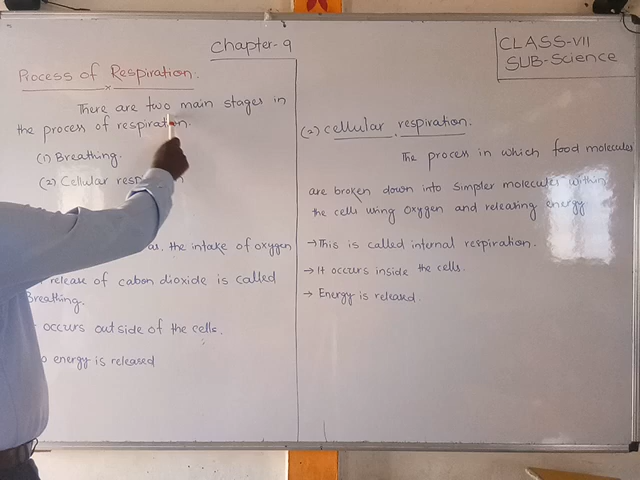 Chapter-9
CLASS-VII
SUB-Science
Process of Respiration.
There are two main stages in
the process of respiration.
(1) Breathing.
(2) Cellular
the intake of oxygen
release of cabon dioxide is called
Breathing.
occurs outside of the cells.
energy is released
(2) cellular respiration.
The process in which food molecules
are broken down into simpler molecules within
the cells using oxygen and releasing energy
→ This is called internal respiration.
→ It occurs inside the cells.
→ Energy is released.